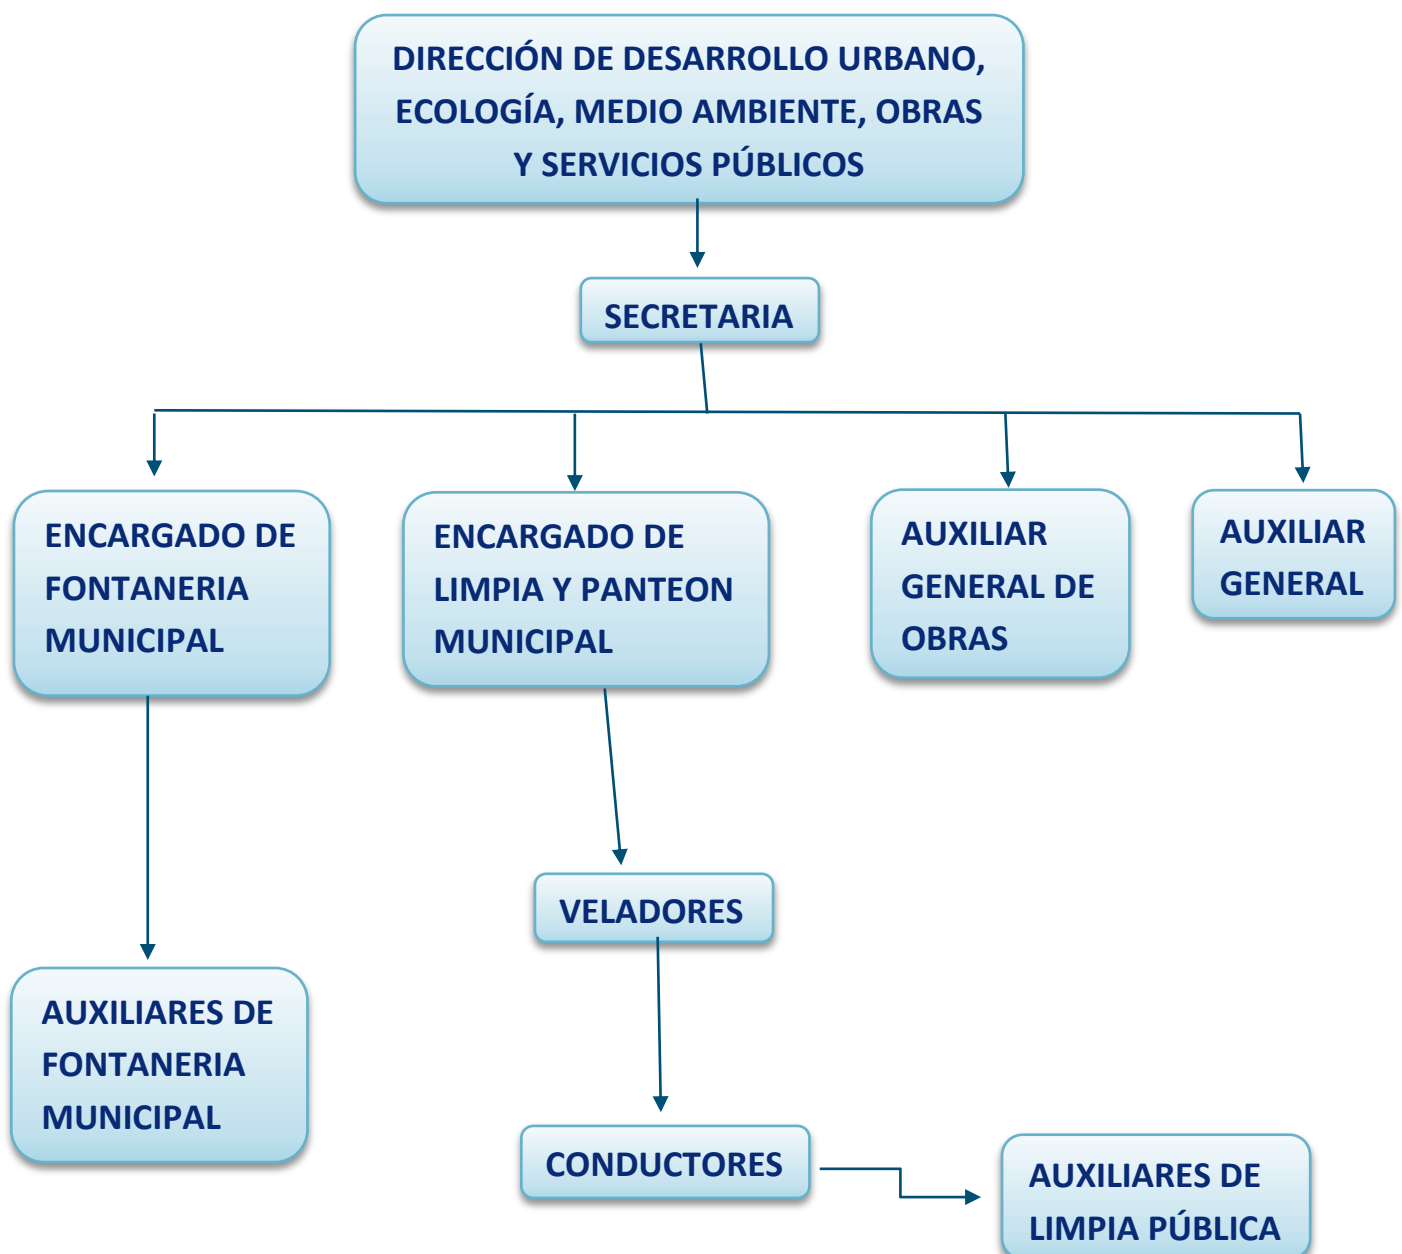 DIRECCIÓN DE DESARROLLO URBANO,
ECOLOGÍA, MEDIO AMBIENTE, OBRAS
Y SERVICIOS PÚBLICOS
SECRETARIA
ENCARGADO DE
FONTANERIA
MUNICIPAL
ENCARGADO DE
LIMPIA Y PANTEON
MUNICIPAL
AUXILIAR
GENERAL DE
OBRAS
AUXILIAR
GENERAL
VELADORES
AUXILIARES DE
FONTANERIA
MUNICIPAL
CONDUCTORES
AUXILIARES DE
LIMPIA PÚBLICA